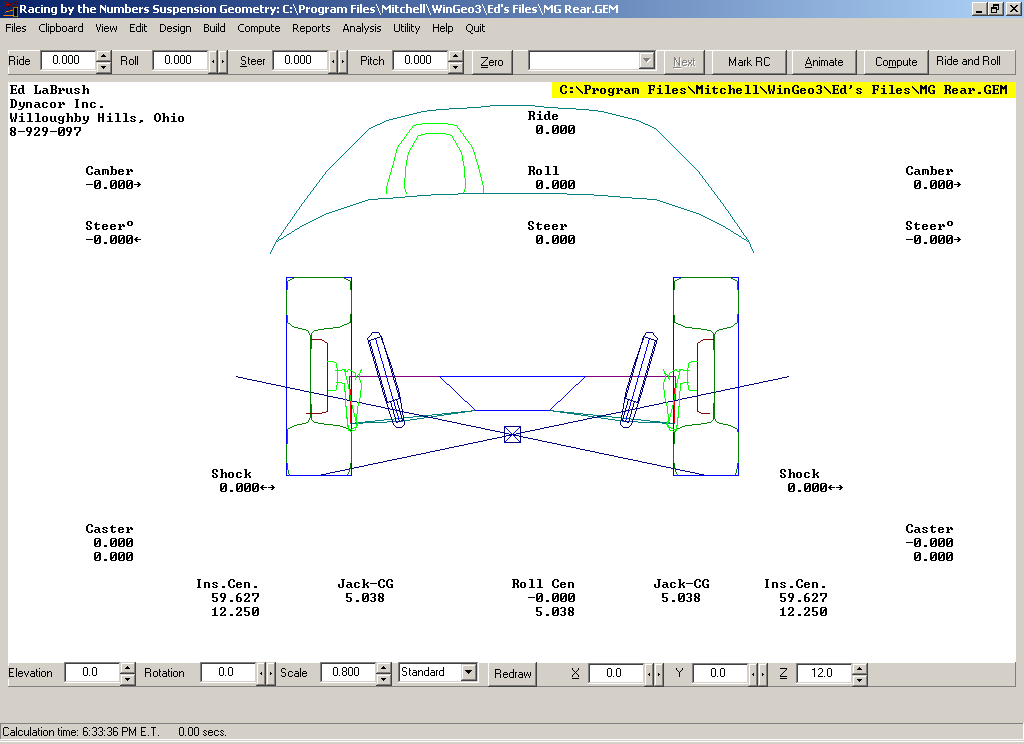 Racing by the Numbers Suspension Geometry: C:\Program Files\Mitchell\WinGeo3\Ed's Files\MG Rear.GEM
Files Clipboard View Edit Design Build Compute Reports Analysis Utility Help Quit
Ride 0.000 Roll 0.000 Steer 0.000 Pitch 0.000 Zero Next Mark RC Animate Compute Ride and Roll
Ed LaBrush
Dynacor Inc.
Willoughby Hills, Ohio
8-929-097
C:\Program Files\Mitchell\WinGeo3\Ed's Files\MG Rear.GEM
Ride
0.000
Camber Roll Camber
-0.000→ 0.000 0.000→
Steerº Steer Steerº
-0.000← 0.000 -0.000→
Shock Shock
0.000↔ 0.000↔
Caster Caster
0.000 -0.000
0.000 0.000
Ins.Cen. Jack-CG Roll Cen Jack-CG Ins.Cen.
59.627 5.038 -0.000 5.038 59.627
12.250 5.038 12.250
Elevation 0.0 Rotation 0.0 Scale 0.800 Standard Redraw X 0.0 Y 0.0 Z 12.0
Calculation time: 6:33:36 PM E.T. 0.00 secs.